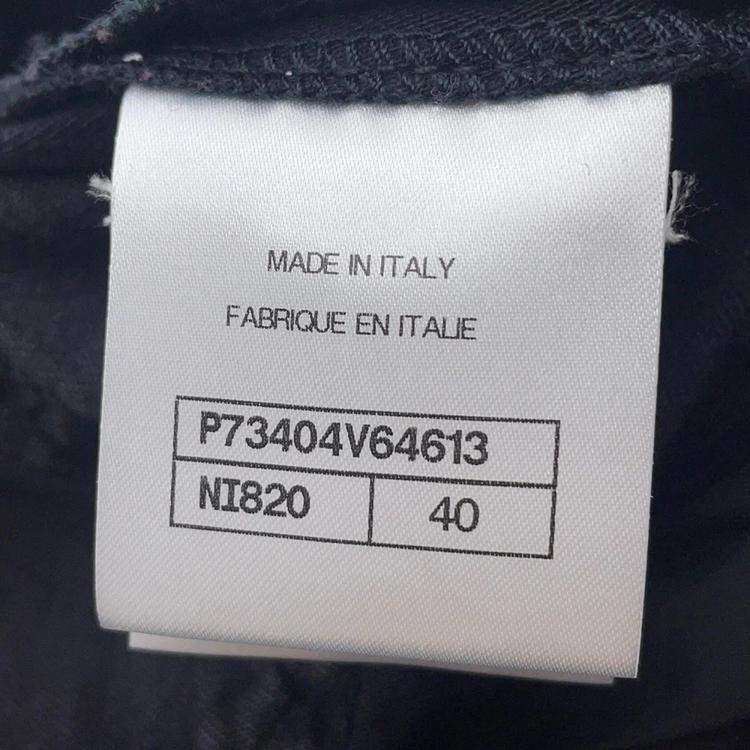 MADE IN ITALY
FABRIQUE EN ITALIE
P73404V64613
NI820 40